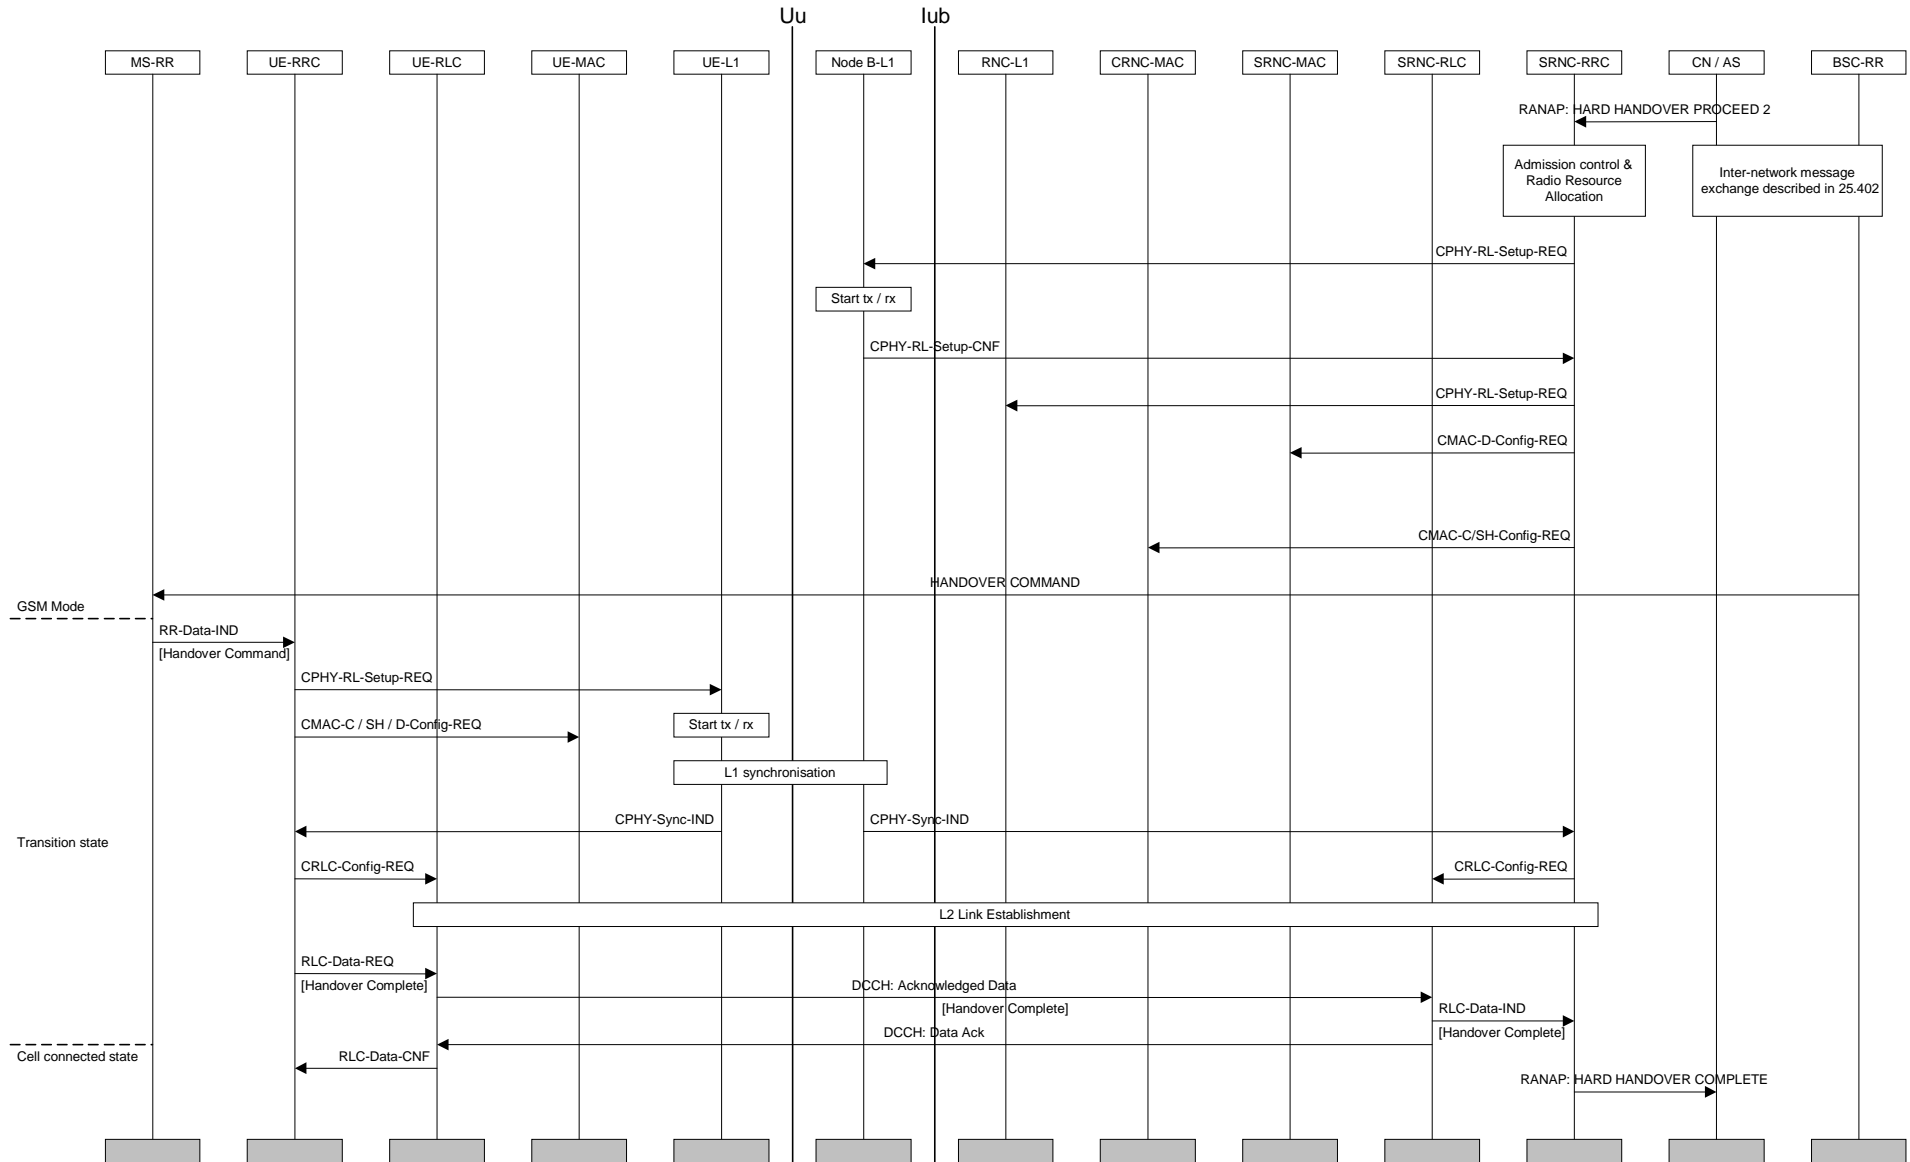 Uu
Iub
MS-RR
UE-RRC
UE-RLC
UE-MAC
UE-L1
Node B-L1
RNC-L1
CRNC-MAC
SRNC-MAC
SRNC-RLC
SRNC-RRC
CN / AS
BSC-RR
RANAP: HARD HANDOVER PROCEED 2
Admission control &
Radio Resource
Allocation
Inter-network message
exchange described in 25.402
CPHY-RL-Setup-REQ
Start tx / rx
CPHY-RL-Setup-CNF
CPHY-RL-Setup-REQ
CMAC-D-Config-REQ
CMAC-C/SH-Config-REQ
HANDOVER COMMAND
GSM Mode
RR-Data-IND
[Handover Command]
CPHY-RL-Setup-REQ
CMAC-C / SH / D-Config-REQ
Start tx / rx
L1 synchronisation
CPHY-Sync-IND
CPHY-Sync-IND
Transition state
CRLC-Config-REQ
CRLC-Config-REQ
L2 Link Establishment
RLC-Data-REQ
[Handover Complete]
DCCH: Acknowledged Data
[Handover Complete]
RLC-Data-IND
[Handover Complete]
DCCH: Data Ack
Cell connected state
RLC-Data-CNF
RANAP: HARD HANDOVER COMPLETE